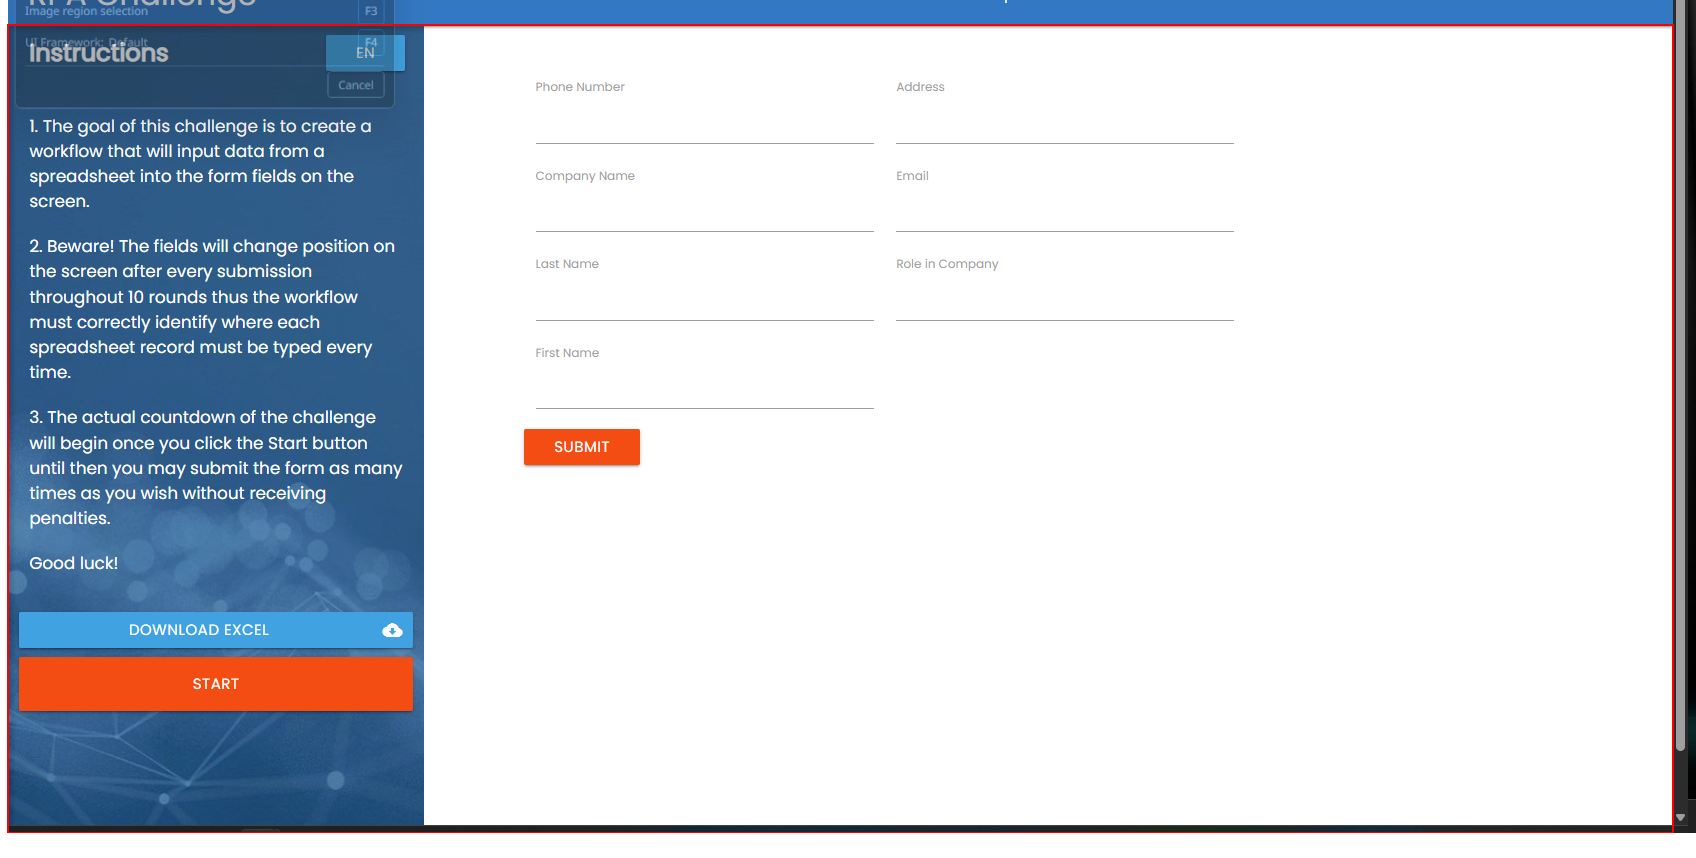 RPA Challenge
Image region selection
F3
UI Framework: Default
F4
Instructions
EN
Cancel
1. The goal of this challenge is to create a
workflow that will input data from a
spreadsheet into the form fields on the
screen.
2. Beware! The fields will change position on
the screen after every submission
throughout 10 rounds thus the workflow
must correctly identify where each
spreadsheet record must be typed every
time.
3. The actual countdown of the challenge
will begin once you click the Start button
until then you may submit the form as many
times as you wish without receiving
penalties.
Good luck!
DOWNLOAD EXCEL
START
Phone Number
Address
Company Name
Email
Last Name
Role in Company
First Name
SUBMIT